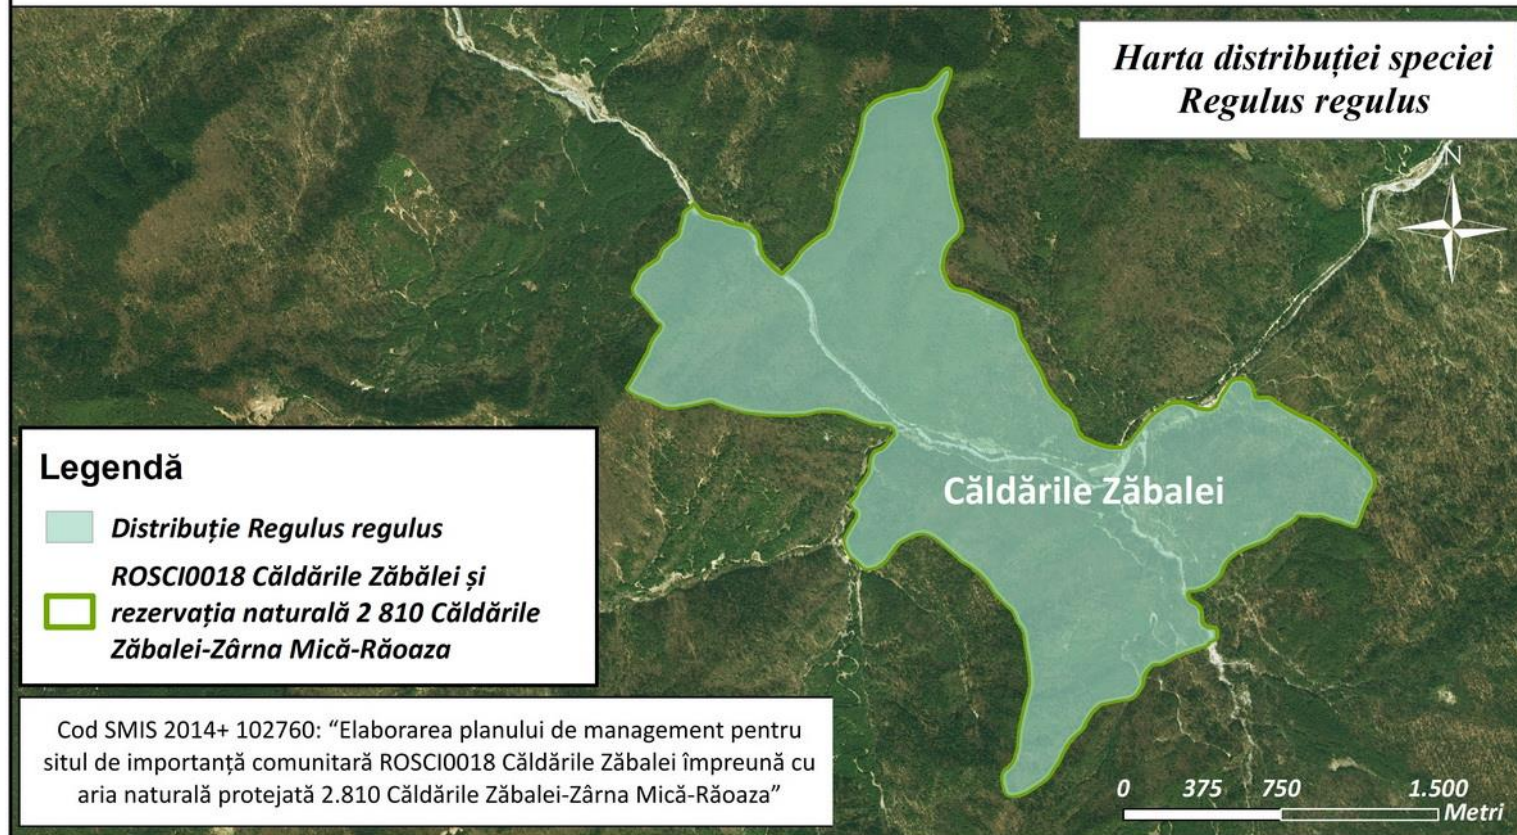 Harta distribuției speciei
Regulus regulus
N
Căldările Zăbalei
Legendă
Distribuție Regulus regulus
ROSCI0018 Căldările Zăbălei și
rezervația naturală 2 810 Căldările
Zăbalei-Zârna Mică-Răoaza
Cod SMIS 2014+ 102760: “Elaborarea planului de management pentru
situl de importanță comunitară ROSCI0018 Căldările Zăbalei împreună cu
aria naturală protejată 2.810 Căldările Zăbalei-Zârna Mică-Răoaza”
0 375 750 1.500
Metri